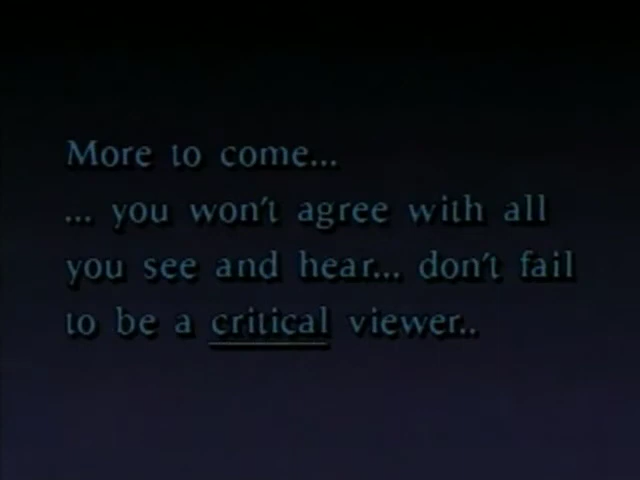 More to come...
... you won't agree with all
you see and hear... don't fail
to be a critical viewer..